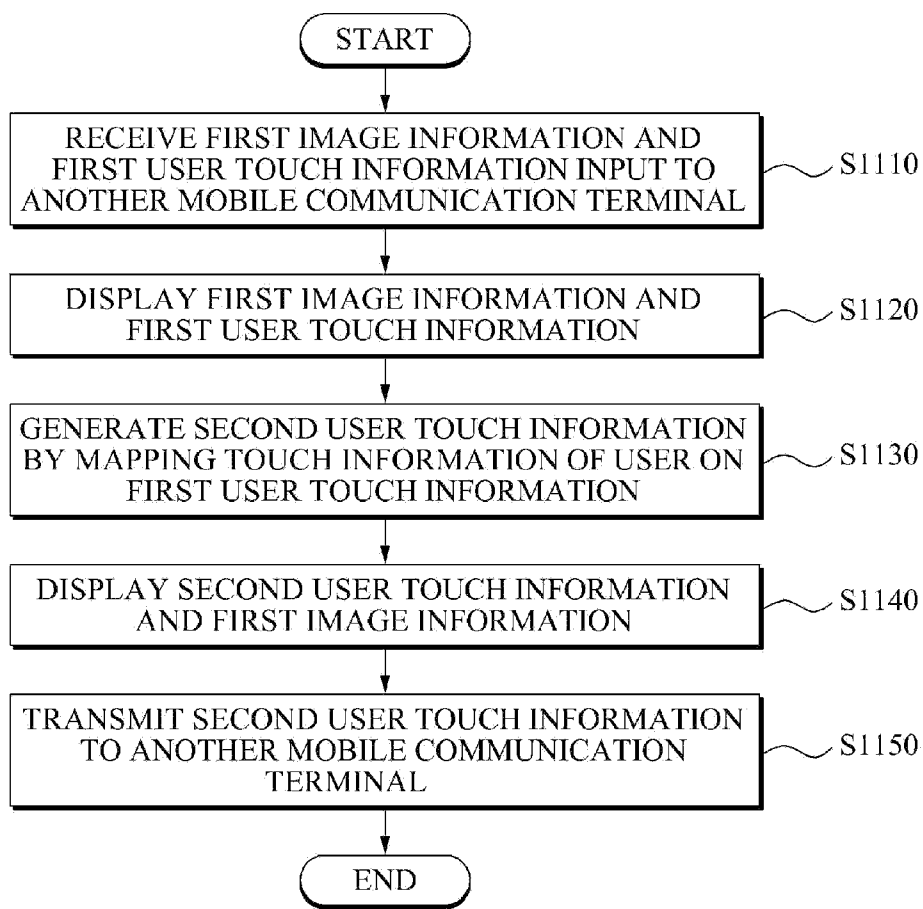 START
RECEIVE FIRST IMAGE INFORMATION AND
FIRST USER TOUCH INFORMATION INPUT TO
ANOTHER MOBILE COMMUNICATION TERMINAL
S1110
DISPLAY FIRST IMAGE INFORMATION AND
FIRST USER TOUCH INFORMATION
S1120
GENERATE SECOND USER TOUCH INFORMATION
BY MAPPING TOUCH INFORMATION OF USER ON
FIRST USER TOUCH INFORMATION
S1130
DISPLAY SECOND USER TOUCH INFORMATION
AND FIRST IMAGE INFORMATION
S1140
TRANSMIT SECOND USER TOUCH INFORMATION
TO ANOTHER MOBILE COMMUNICATION
TERMINAL
S1150
END